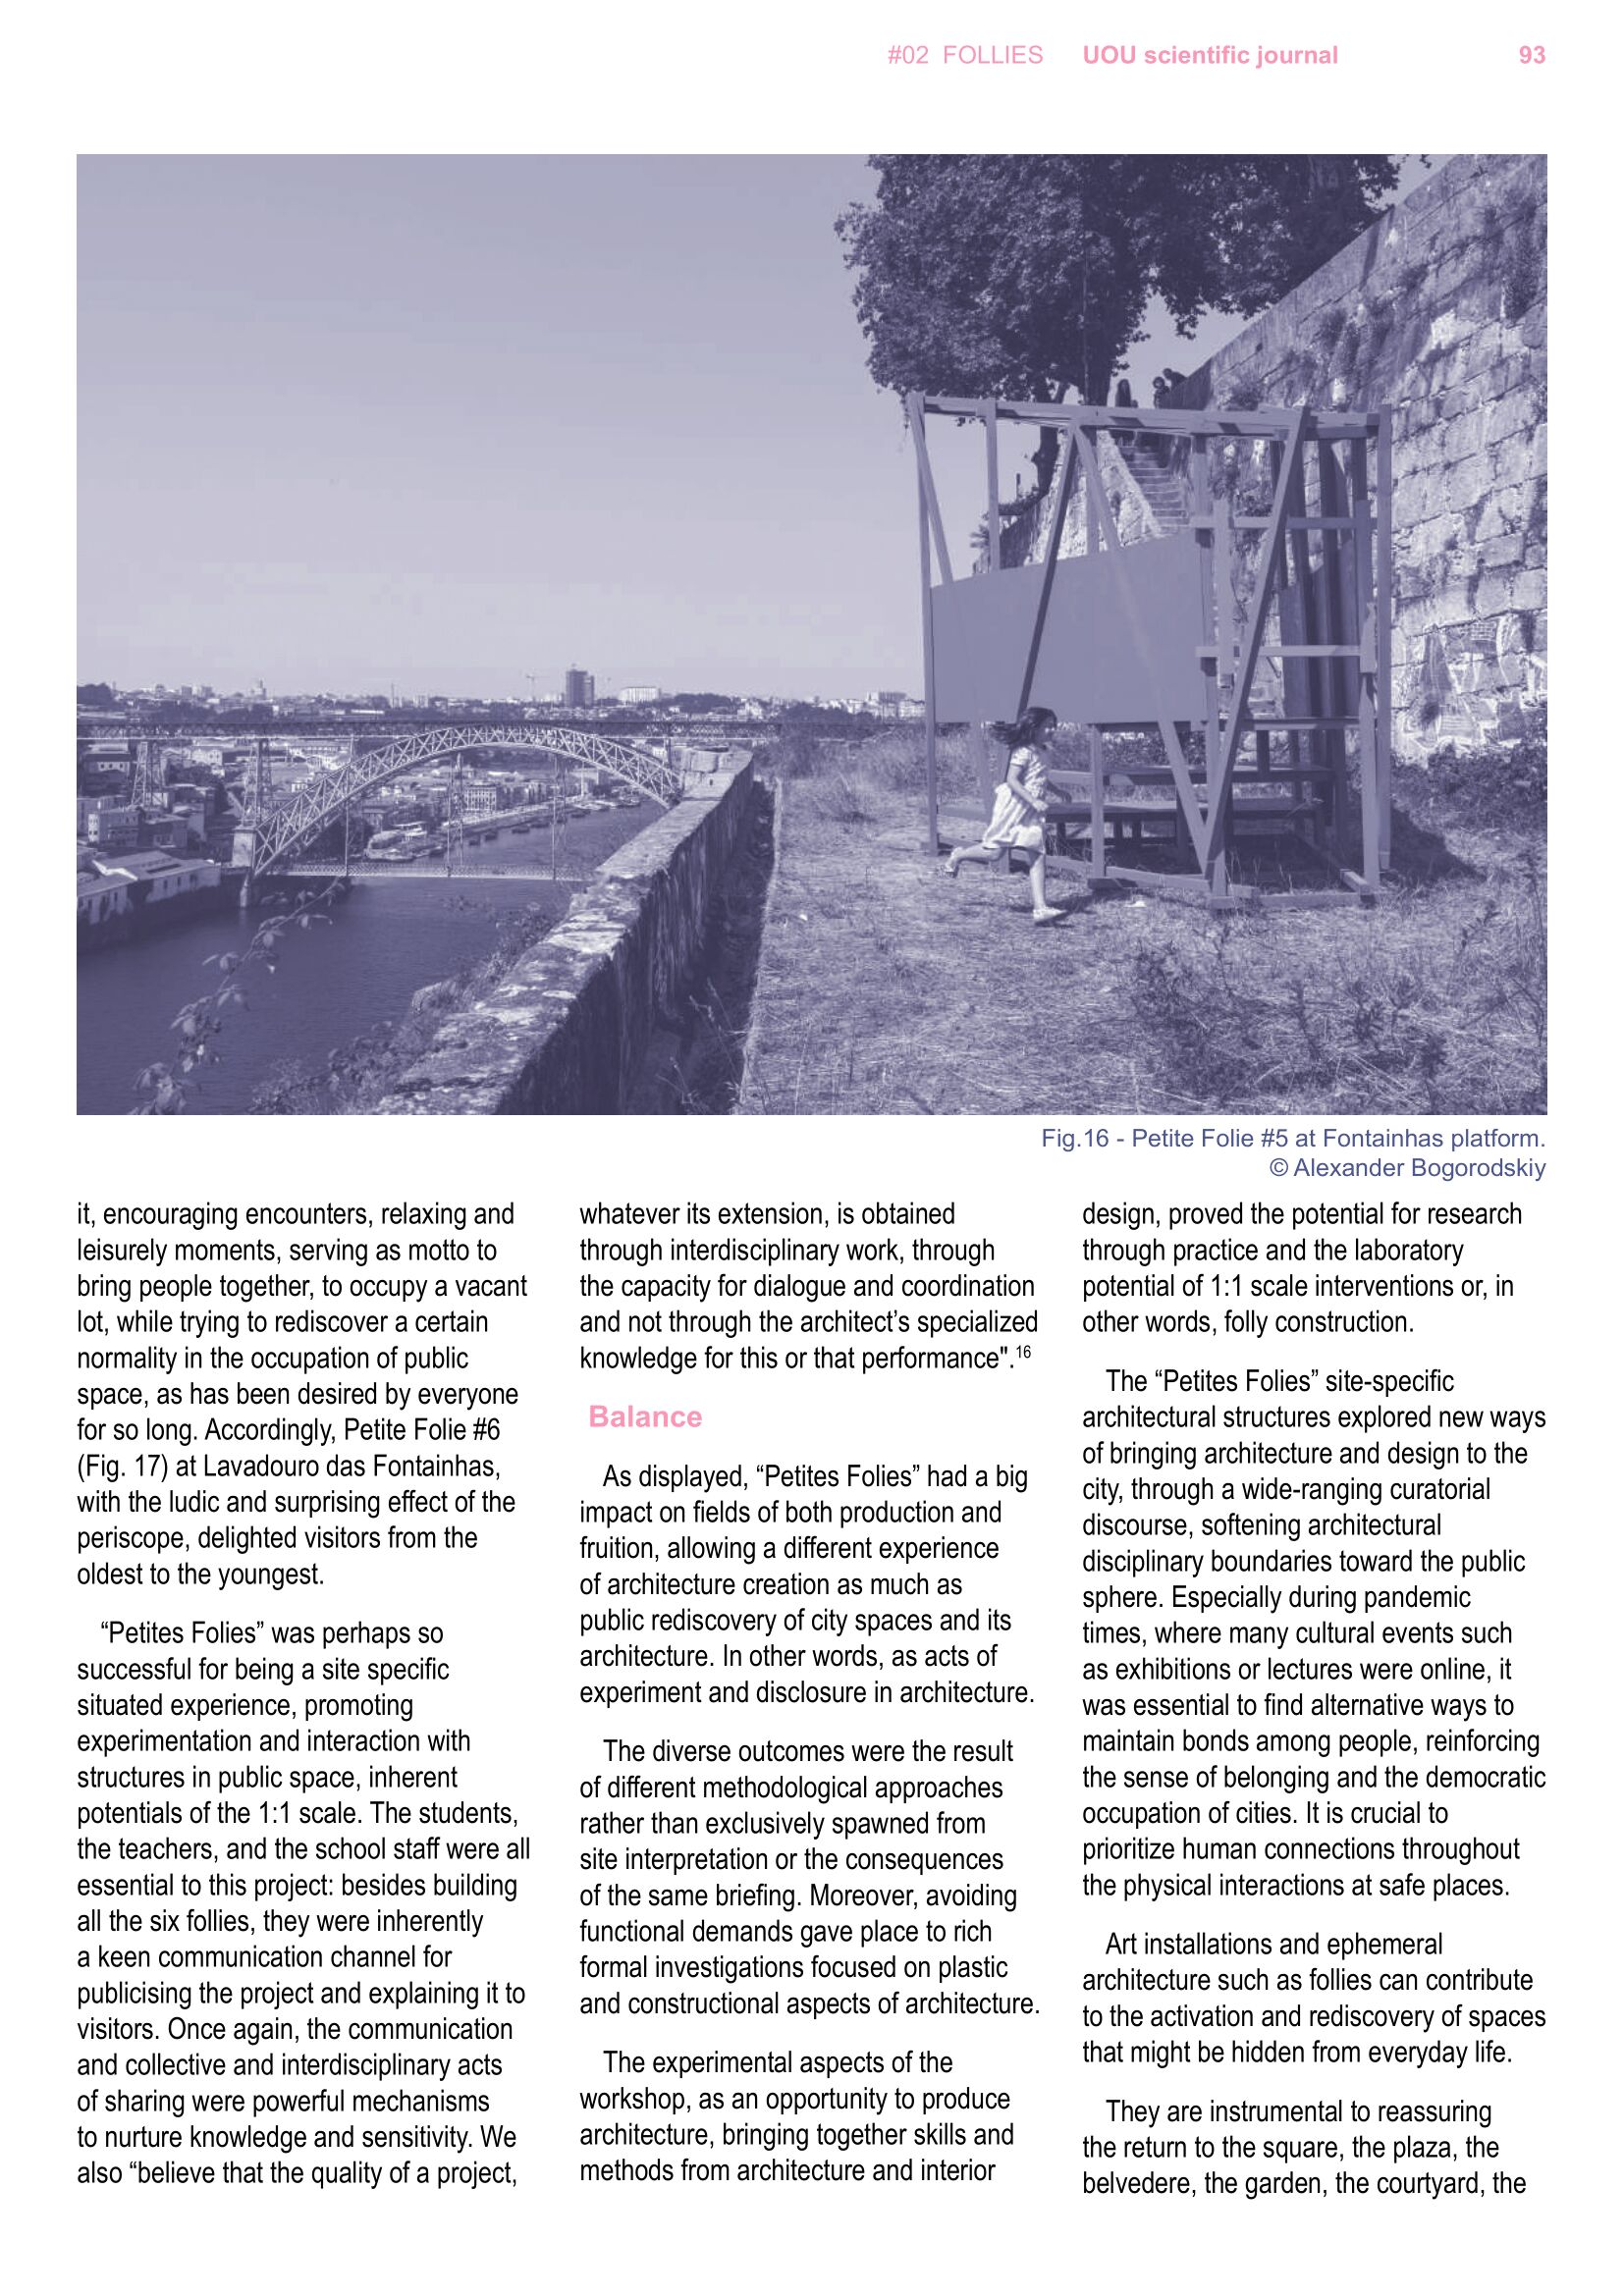 #02 FOLLIES UOU scientific journal 93
Fig.16 - Petite Folie #5 at Fontainhas platform.
© Alexander Bogorodskiy
it, encouraging encounters, relaxing and
leisurely moments, serving as motto to
bring people together, to occupy a vacant
lot, while trying to rediscover a certain
normality in the occupation of public
space, as has been desired by everyone
for so long. Accordingly, Petite Folie #6
(Fig. 17) at Lavadouro das Fontainhas,
with the ludic and surprising effect of the
periscope, delighted visitors from the
oldest to the youngest.
“Petites Folies” was perhaps so
successful for being a site specific
situated experience, promoting
experimentation and interaction with
structures in public space, inherent
potentials of the 1:1 scale. The students,
the teachers, and the school staff were all
essential to this project: besides building
all the six follies, they were inherently
a keen communication channel for
publicising the project and explaining it to
visitors. Once again, the communication
and collective and interdisciplinary acts
of sharing were powerful mechanisms
to nurture knowledge and sensitivity. We
also “believe that the quality of a project,
whatever its extension, is obtained
through interdisciplinary work, through
the capacity for dialogue and coordination
and not through the architect’s specialized
knowledge for this or that performance".16
Balance
As displayed, “Petites Folies” had a big
impact on fields of both production and
fruition, allowing a different experience
of architecture creation as much as
public rediscovery of city spaces and its
architecture. In other words, as acts of
experiment and disclosure in architecture.
The diverse outcomes were the result
of different methodological approaches
rather than exclusively spawned from
site interpretation or the consequences
of the same briefing. Moreover, avoiding
functional demands gave place to rich
formal investigations focused on plastic
and constructional aspects of architecture.
The experimental aspects of the
workshop, as an opportunity to produce
architecture, bringing together skills and
methods from architecture and interior
design, proved the potential for research
through practice and the laboratory
potential of 1:1 scale interventions or, in
other words, folly construction.
The “Petites Folies” site-specific
architectural structures explored new ways
of bringing architecture and design to the
city, through a wide-ranging curatorial
discourse, softening architectural
disciplinary boundaries toward the public
sphere. Especially during pandemic
times, where many cultural events such
as exhibitions or lectures were online, it
was essential to find alternative ways to
maintain bonds among people, reinforcing
the sense of belonging and the democratic
occupation of cities. It is crucial to
prioritize human connections throughout
the physical interactions at safe places.
Art installations and ephemeral
architecture such as follies can contribute
to the activation and rediscovery of spaces
that might be hidden from everyday life.
They are instrumental to reassuring
the return to the square, the plaza, the
belvedere, the garden, the courtyard, the